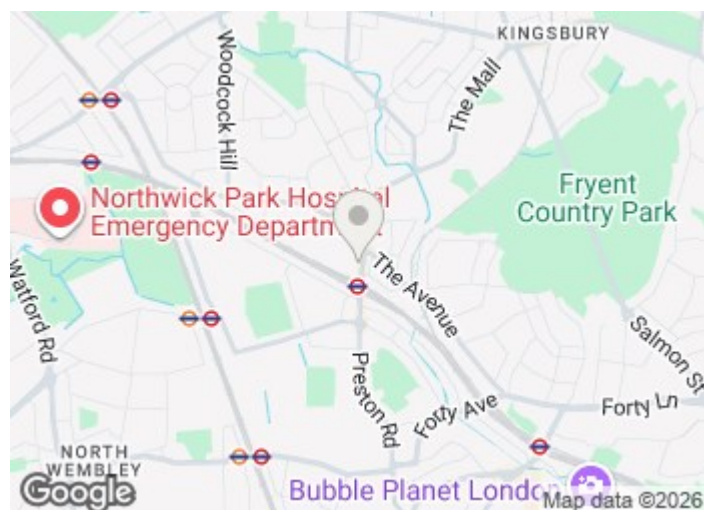 KINGSBURY
Woodcock Hill
The Mall
Northwick Park Hospital
Emergency Department
Fryent
Country Park
Watford Rd
The Avenue
Salmon St
Preston Rd
Forty Ave
Forty Ln
NORTH
WEMBLEY
Google
Bubble Planet London
Map data ©2026